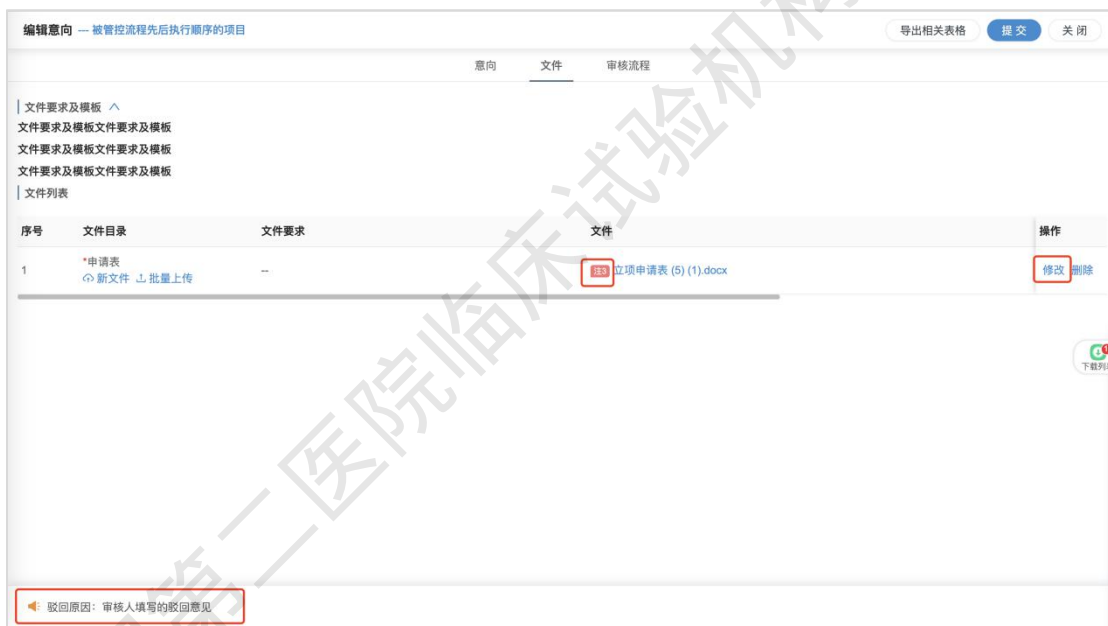 编辑意向 — 被管控流程先后执行顺序的项目 导出相关表格 提交 关闭
意向 文件 审核流程
文件要求及模板
文件要求及模板文件要求及模板
文件要求及模板文件要求及模板
文件要求及模板文件要求及模板
文件列表
序号 文件目录 文件要求 文件 操作
1 *申请表 -- 注3 立项申请表 (5) (1).docx 修改 删除
新文件 批量上传
1
下载列
驳回原因：审核人填写的驳回意见
第二医院临床试验机构